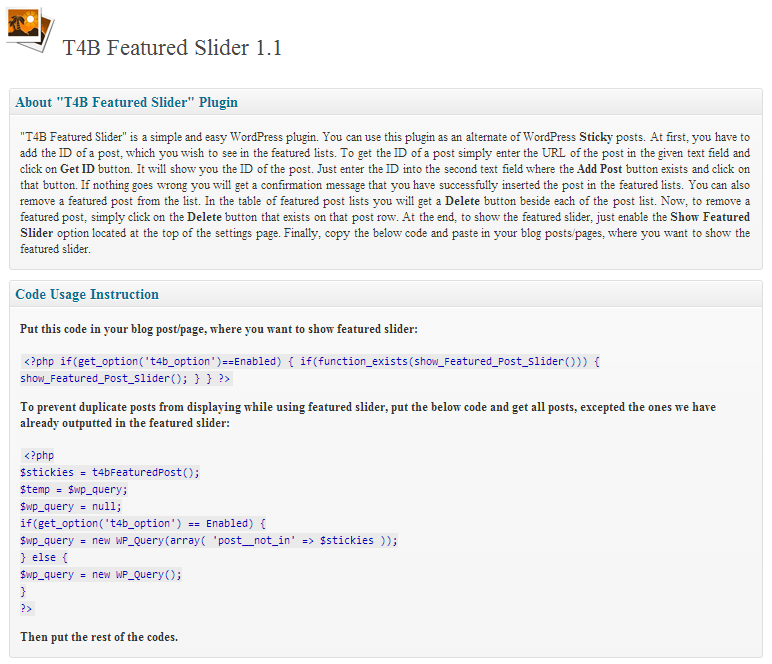 T4B Featured Slider 1.1
About "T4B Featured Slider" Plugin
"T4B Featured Slider" is a simple and easy WordPress plugin. You can use this plugin as an alternate of WordPress Sticky posts. At first, you have to
add the ID of a post, which you wish to see in the featured lists. To get the ID of a post simply enter the URL of the post in the given text field and
click on Get ID button. It will show you the ID of the post. Just enter the ID into the second text field where the Add Post button exists and click on
that button. If nothing goes wrong you will get a confirmation message that you have successfully inserted the post in the featured lists. You can also
remove a featured post from the list. In the table of featured post lists you will get a Delete button beside each of the post list. Now, to remove a
featured post, simply click on the Delete button that exists on that post row. At the end, to show the featured slider, just enable the Show Featured
Slider option located at the top of the settings page. Finally, copy the below code and paste in your blog posts/pages, where you want to show the
featured slider.
Code Usage Instruction
Put this code in your blog post/page, where you want to show featured slider:
<?php if(get_option('t4b_option')==Enabled) { if(function_exists(show_Featured_Post_Slider())) {
show_Featured_Post_Slider(); } } ?>
To prevent duplicate posts from displaying while using featured slider, put the below code and get all posts, excepted the ones we have
already outputted in the featured slider:
<?php
$stickies = t4bFeaturedPost();
$temp = $wp_query;
$wp_query = null;
if(get_option('t4b_option') == Enabled) {
$wp_query = new WP_Query(array( 'post__not_in' => $stickies ));
} else {
$wp_query = new WP_Query();
}
?>
Then put the rest of the codes.